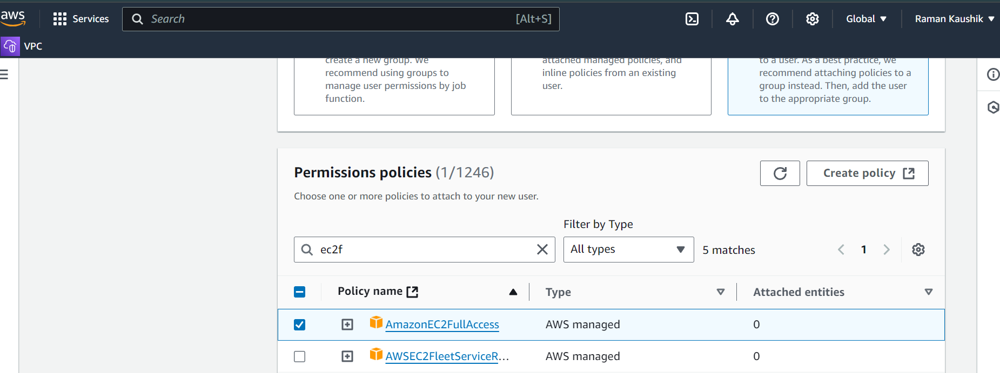 aws
Services
Search
[Alt+S]
Global
Raman Kaushik
VPC
create a new group. We
recommend using groups to
manage user permissions by job
function.
attached managed policies, and
inline policies from an existing
user.
to a user. As a best practice, we
recommend attaching policies to a
group instead. Then, add the user
to the appropriate group.
Permissions policies (1/1246)
Create policy
Choose one or more policies to attach to your new user.
Filter by Type
ec2f
All types
5 matches
1
Policy name
Type
Attached entities
AmazonEC2FullAccess
AWS managed
0
AWSEC2FleetServiceR...
AWS managed
0